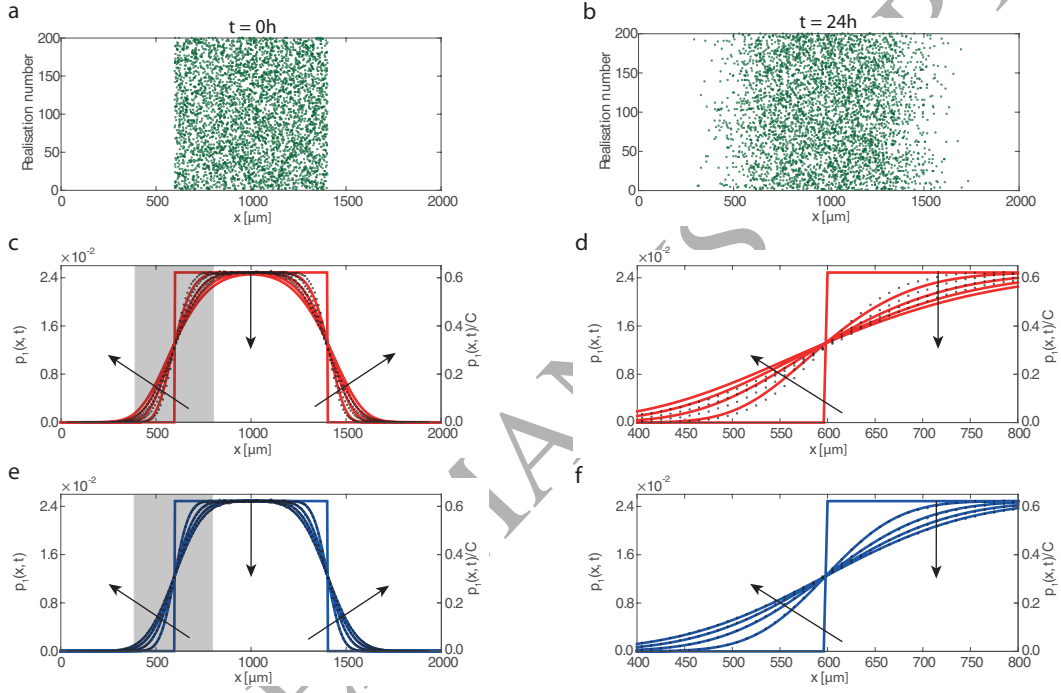 a
t = 0h
Realisation number
200
150
100
50
0
0 500 1000 1500 2000
x [µm]
b
t = 24h
Realisation number
200
150
100
50
0
0 500 1000 1500 2000
x [µm]
c
×10⁻²
p₁(x, t)
2.4
1.6
0.8
0.0
0 500 1000 1500 2000
x [µm]
0.6
0.4
0.2
0.0
p₁(x, t)/C
d
×10⁻²
p₁(x, t)
2.4
1.6
0.8
0.0
400 450 500 550 600 650 700 750 800
x [µm]
0.6
0.4
0.2
0.0
p₁(x, t)/C
e
×10⁻²
p₁(x, t)
2.4
1.6
0.8
0.0
0 500 1000 1500 2000
x [µm]
0.6
0.4
0.2
0.0
p₁(x, t)/C
f
×10⁻²
p₁(x, t)
2.4
1.6
0.8
0.0
400 450 500 550 600 650 700 750 800
x [µm]
0.6
0.4
0.2
0.0
p₁(x, t)/C